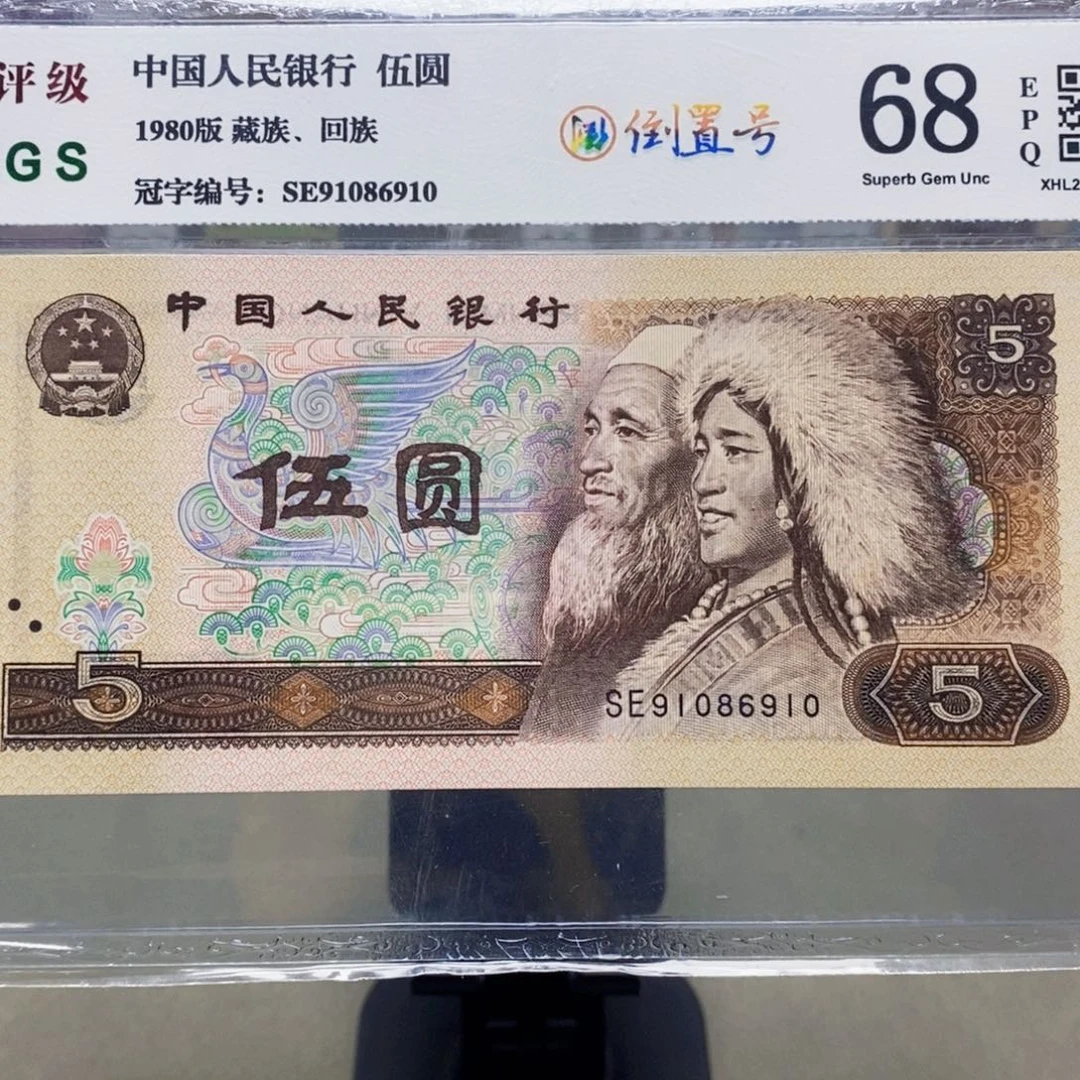 评级
GS
中国人民银行 伍圆
1980版 藏族、回族
冠字编号：SE91086910
倒置号
68
Superb Gem Unc
E
P
Q
XHL2
中国人民银行
5
伍圆
5
SE91086910
5